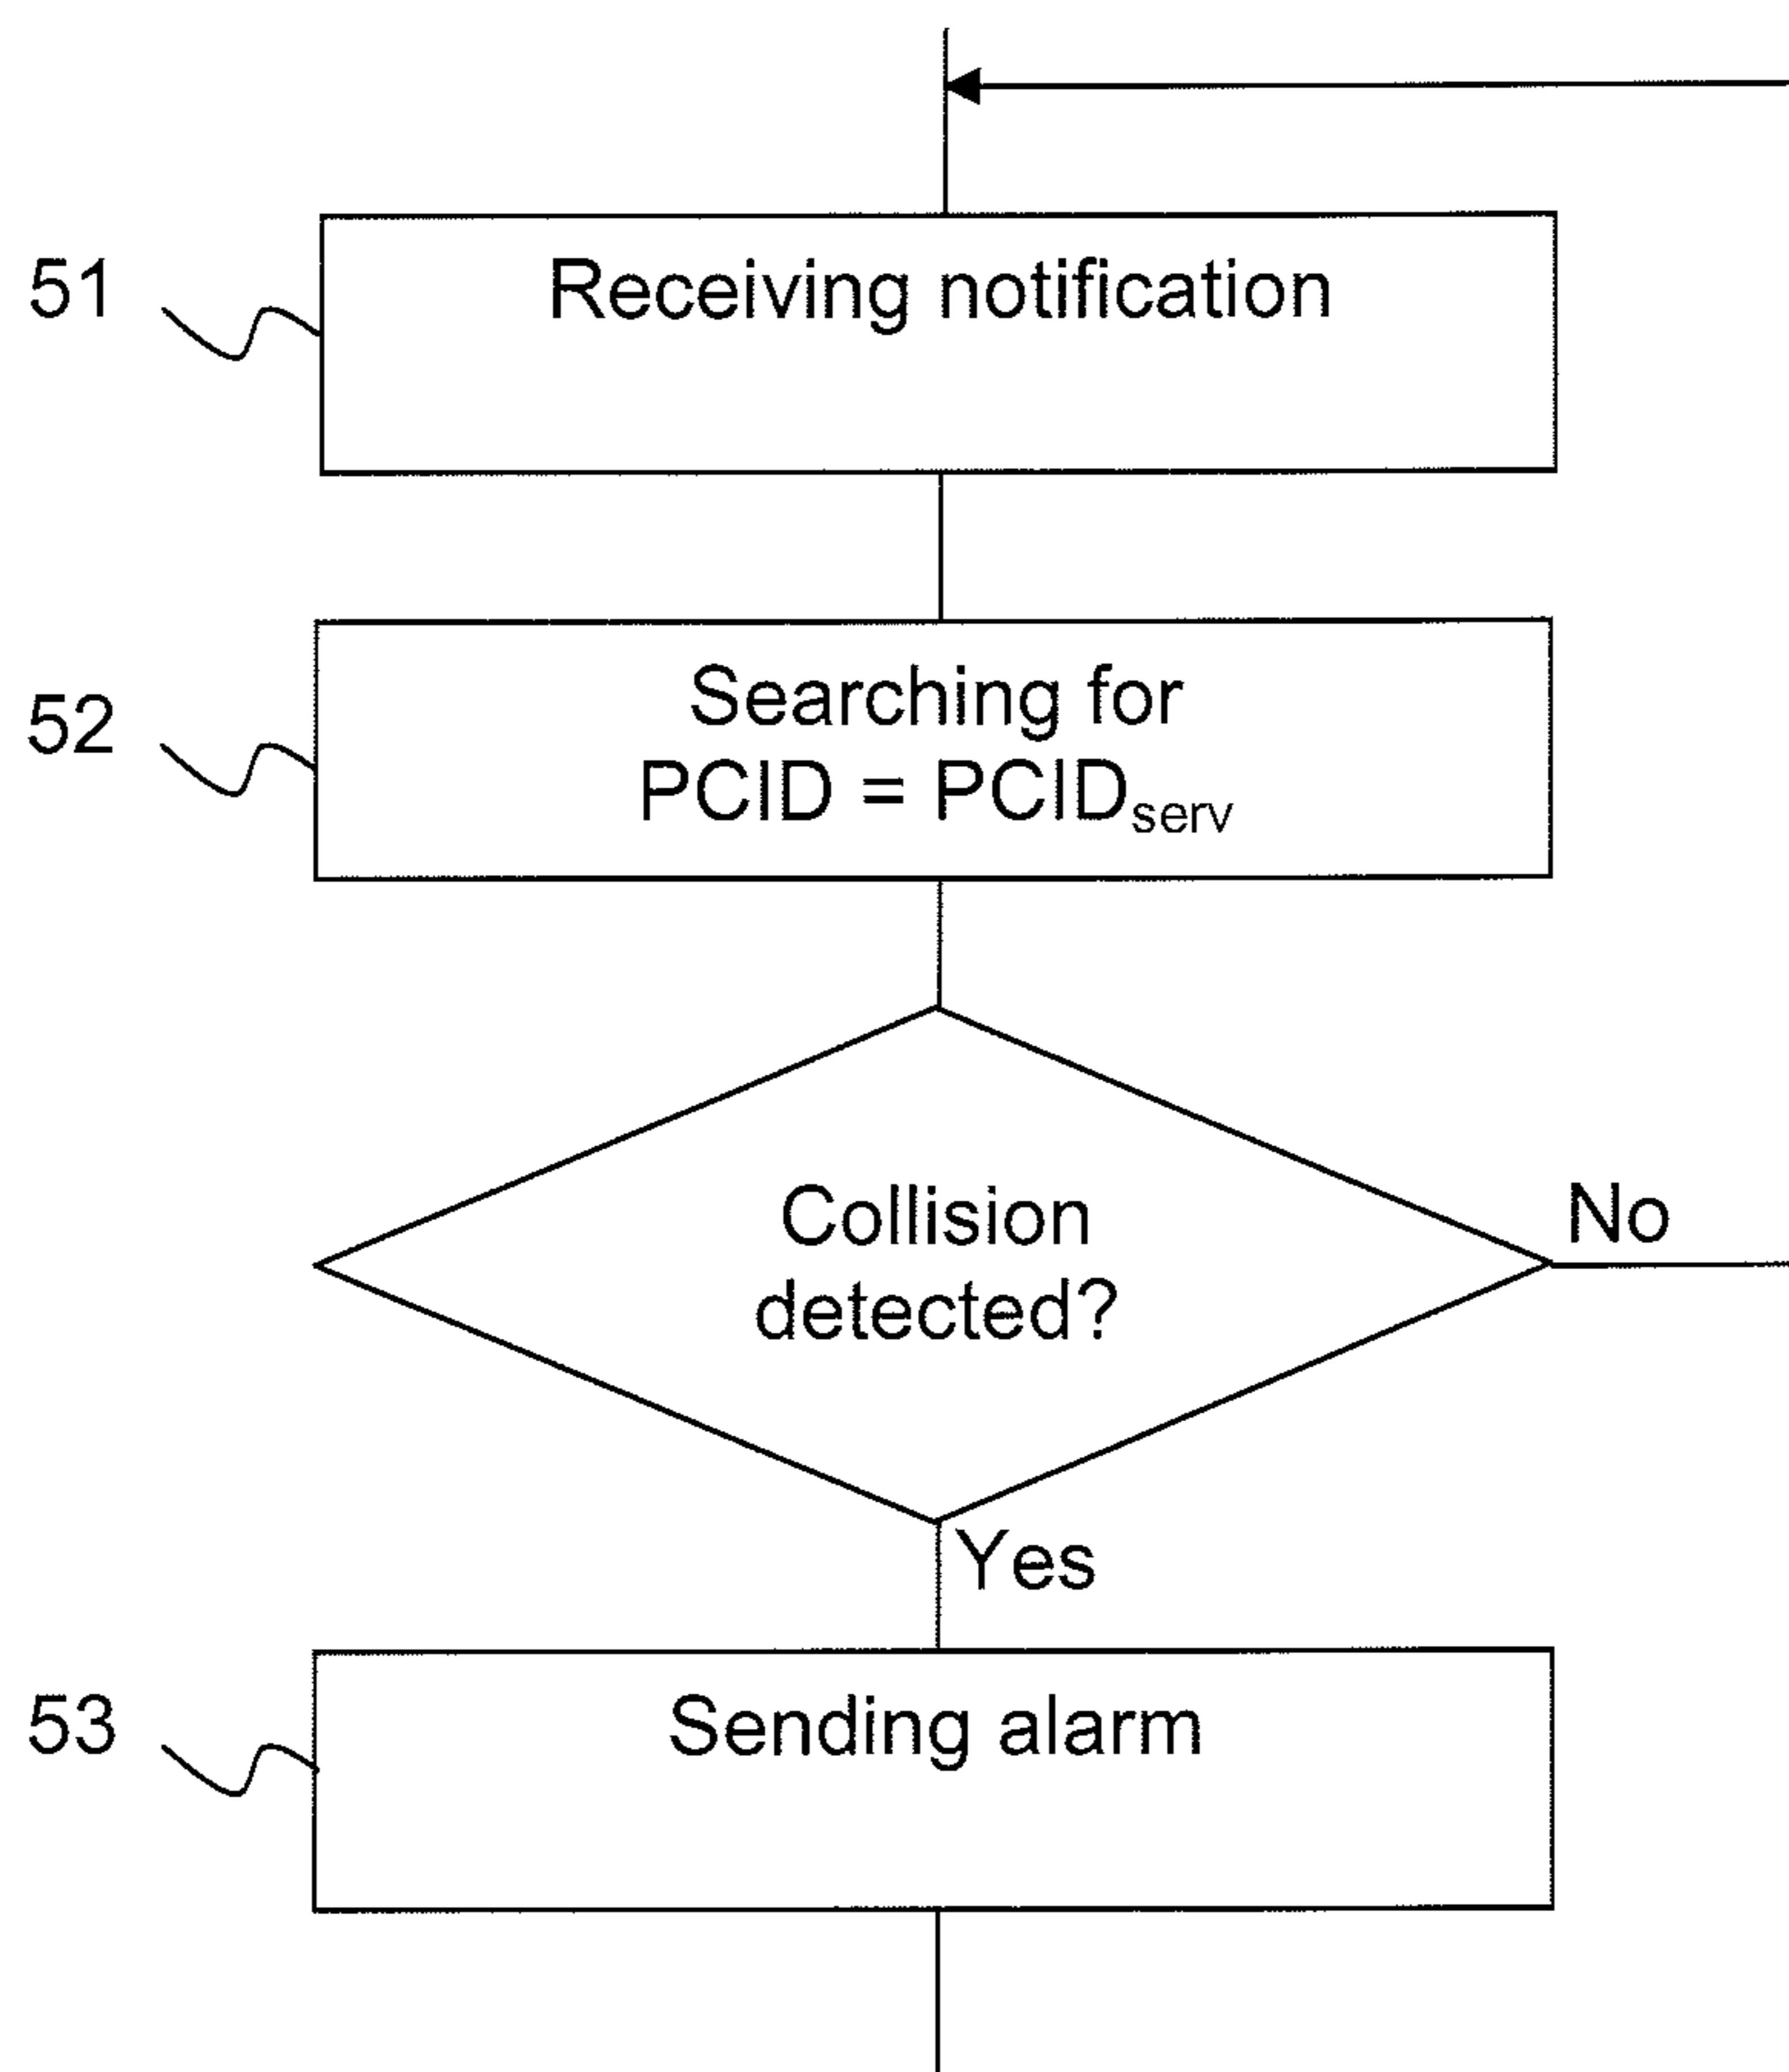 51
Receiving notification
52
Searching for
PCID = PCIDserv
Collision
detected?
No
Yes
53
Sending alarm